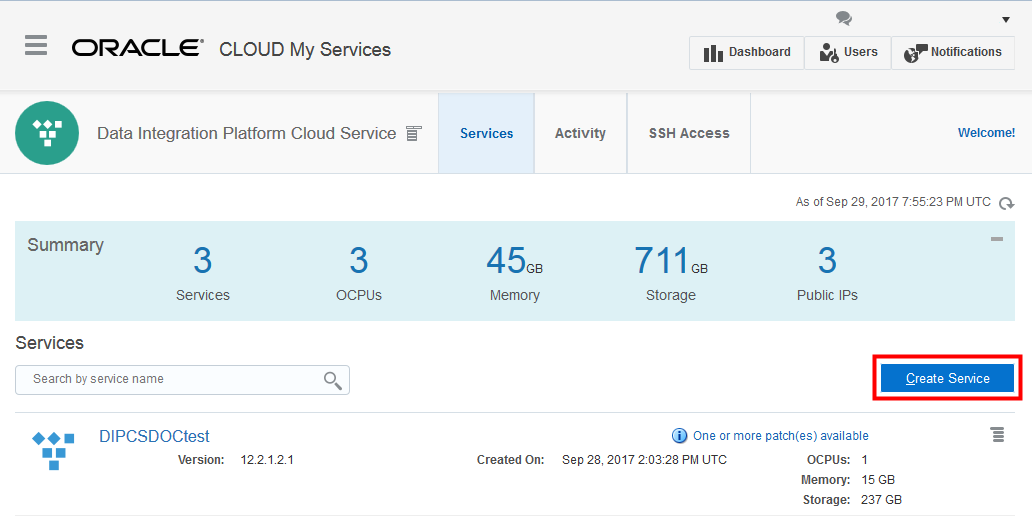 ORACLE® CLOUD My Services
Dashboard Users Notifications
Data Integration Platform Cloud Service Services Activity SSH Access Welcome!
As of Sep 29, 2017 7:55:23 PM UTC
Summary
3 3 45GB 711GB 3
Services OCPUs Memory Storage Public IPs
Services
Search by service name Create Service
DIPCSDOCtest One or more patch(es) available
Version: 12.2.1.2.1 Created On: Sep 28, 2017 2:03:28 PM UTC OCPUs: 1
Memory: 15 GB
Storage: 237 GB